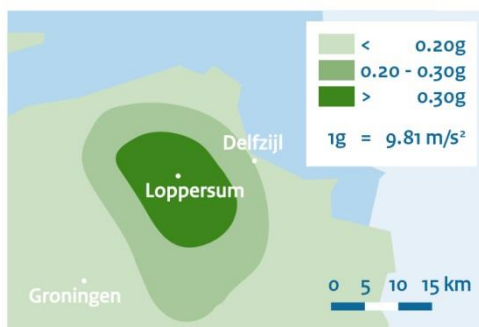 < 0.20g
0.20 - 0.30g
> 0.30g
1g = 9.81 m/s²
Delfzijl
Loppersum
Groningen
0 5 10 15 km